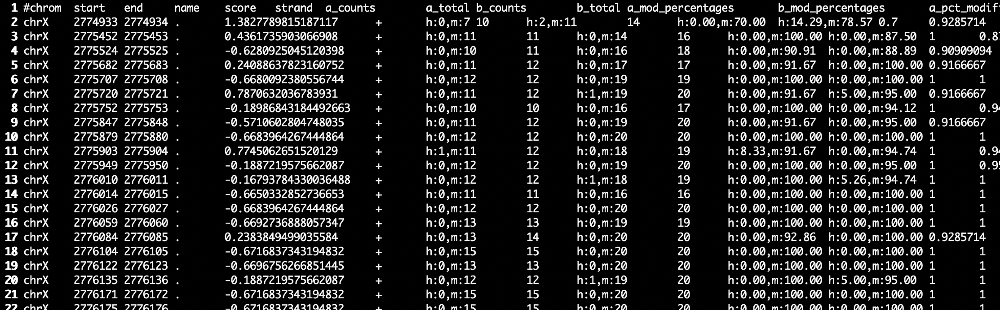 1 #chrom start end name score strand a_counts a_total b_counts b_total a_mod_percentages b_mod_percentages
2 chrX 2774933 2774934 . 1.3827789815187117 + h:0,m:7 10 h:2,m:11 14 h:0.00,m:70.00 h:14.29,m:78.57 0.7 0.9285714
3 chrX 2775452 2775453 . 0.4361735903066908 + h:0,m:11 11 h:0,m:14 16 h:0.00,m:100.00 h:0.00,m:87.50 1
4 chrX 2775524 2775525 . -0.6280925045120398 + h:0,m:10 11 h:0,m:16 18 h:0.00,m:90.91 h:0.00,m:88.89 0.90909094
5 chrX 2775682 2775683 . 0.24088637823160752 + h:0,m:11 12 h:0,m:17 17 h:0.00,m:91.67 h:0.00,m:100.00 0.9166667
6 chrX 2775707 2775708 . -0.6680092380556744 + h:0,m:12 12 h:0,m:19 19 h:0.00,m:100.00 h:0.00,m:100.00 1 1
7 chrX 2775720 2775721 . 0.7870632036783931 + h:0,m:11 12 h:1,m:19 20 h:0.00,m:91.67 h:5.00,m:95.00 0.9166667
8 chrX 2775752 2775753 . -0.18986843184492663 + h:0,m:10 10 h:0,m:16 17 h:0.00,m:100.00 h:0.00,m:94.12 1
9 chrX 2775847 2775848 . -0.5710602804748035 + h:0,m:11 12 h:0,m:19 20 h:0.00,m:91.67 h:0.00,m:95.00 0.9166667
10 chrX 2775879 2775880 . -0.6683964267444864 + h:0,m:12 12 h:0,m:20 20 h:0.00,m:100.00 h:0.00,m:100.00 1 1
11 chrX 2775903 2775904 . 0.7745062651520129 + h:1,m:11 12 h:0,m:18 19 h:8.33,m:91.67 h:0.00,m:94.74 1
12 chrX 2775949 2775950 . -0.1887219575662087 + h:0,m:12 12 h:0,m:19 20 h:0.00,m:100.00 h:0.00,m:95.00 1
13 chrX 2776010 2776011 . -0.16793784330036488 + h:0,m:12 12 h:1,m:18 19 h:0.00,m:100.00 h:5.26,m:94.74 1 1
14 chrX 2776014 2776015 . -0.6650332852736653 + h:0,m:11 11 h:0,m:16 16 h:0.00,m:100.00 h:0.00,m:100.00 1 1
15 chrX 2776026 2776027 . -0.6683964267444864 + h:0,m:12 12 h:0,m:20 20 h:0.00,m:100.00 h:0.00,m:100.00 1 1
16 chrX 2776059 2776060 . -0.6692736888057347 + h:0,m:13 13 h:0,m:19 19 h:0.00,m:100.00 h:0.00,m:100.00 1 1
17 chrX 2776084 2776085 . 0.2383849499035584 + h:0,m:13 14 h:0,m:20 20 h:0.00,m:92.86 h:0.00,m:100.00 0.9285714
18 chrX 2776104 2776105 . -0.6716837343194832 + h:0,m:15 15 h:0,m:20 20 h:0.00,m:100.00 h:0.00,m:100.00 1 1
19 chrX 2776122 2776123 . -0.6696756266851445 + h:0,m:13 13 h:0,m:20 20 h:0.00,m:100.00 h:0.00,m:100.00 1 1
20 chrX 2776135 2776136 . -0.1887219575662087 + h:0,m:12 12 h:1,m:19 20 h:0.00,m:100.00 h:5.00,m:95.00 1 1
21 chrX 2776171 2776172 . -0.6716837343194832 + h:0,m:15 15 h:0,m:20 20 h:0.00,m:100.00 h:0.00,m:100.00 1 1
22 chrX 2776175 2776176 . -0.6716837343194832 + h:0,m:15 15 h:0,m:20 20 h:0.00,m:100.00 h:0.00,m:100.00 1 1